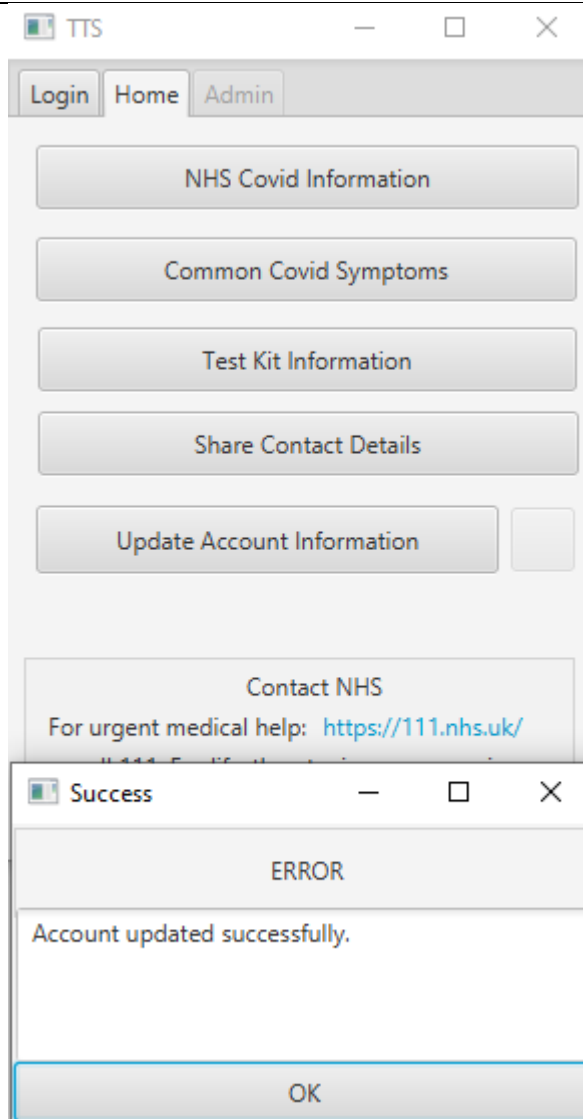 TTS
Login Home Admin
NHS Covid Information
Common Covid Symptoms
Test Kit Information
Share Contact Details
Update Account Information
Contact NHS
For urgent medical help: https://111.nhs.uk/
Success
ERROR
Account updated successfully.
OK